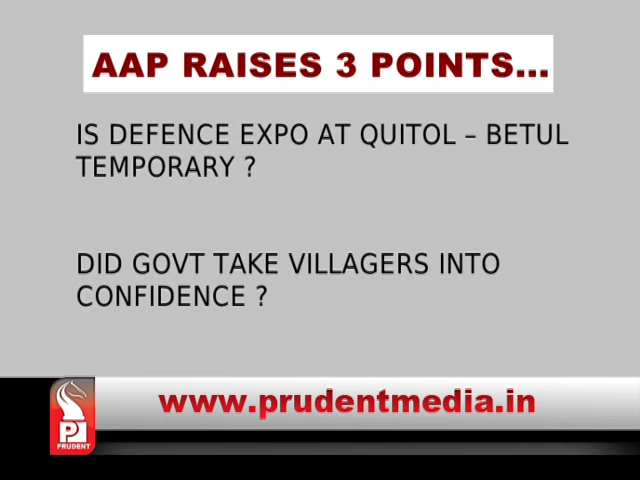 AAP RAISES 3 POINTS...
IS DEFENCE EXPO AT QUITOL – BETUL
TEMPORARY ?
DID GOVT TAKE VILLAGERS INTO
CONFIDENCE ?
www.prudentmedia.in
P
PRUDENT